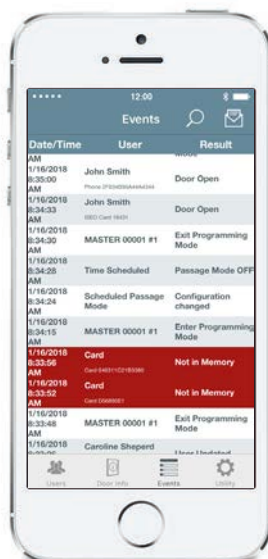 12:00
Events
Date/Time User Result
AM Mode
1/16/2018 John Smith
8:35:00 Door Open
AM
1/16/2018 John Smith
8:34:33 Door Open
AM
1/16/2018
8:34:30 MASTER 00001 #1 Exit Programming
AM Mode
1/16/2018
8:34:28 Time Scheduled Passage Mode OFF
AM
1/16/2018
8:34:24 Scheduled Passage Configuration
AM Mode changed
1/16/2018
8:34:15 MASTER 00001 #1 Enter Programming
AM Mode
1/16/2018 Card
8:33:56 Not in Memory
AM
1/16/2018 Card
8:33:52 Not in Memory
AM
1/16/2018
8:33:48 MASTER 00001 #1 Exit Programming
AM Mode
1/16/2018 Caroline Sheperd
User Updated
Users Door Info Events Utility